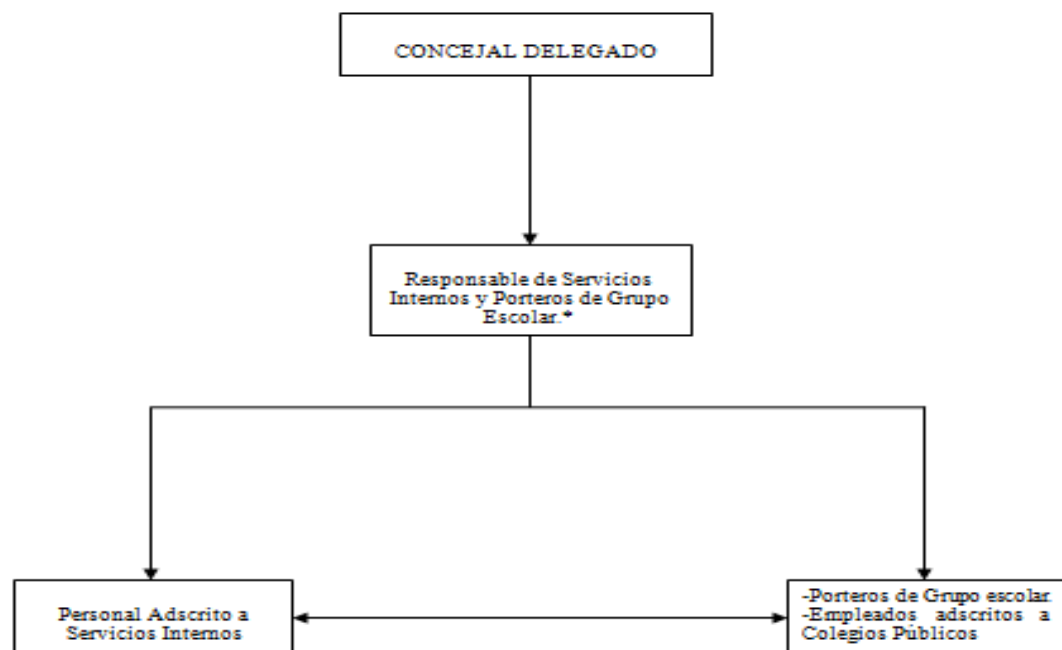 CONCEJAL DELEGADO
Responsable de Servicios
Internos y Porteros de Grupo
Escolar.*
Personal Adscrito a
Servicios Internos
-Porteros de Grupo escolar.
-Empleados adscritos a
Colegios Públicos